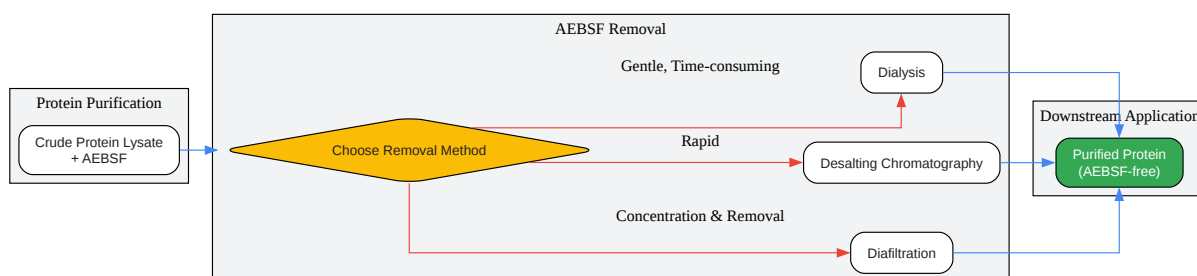 AEBSF Removal
Gentle, Time-consuming
Dialysis
Protein Purification
Downstream Application
Crude Protein Lysate
+ AEBSF
Choose Removal Method
Rapid
Desalting Chromatography
Purified Protein
(AEBSF-free)
Concentration & Removal
Diafiltration